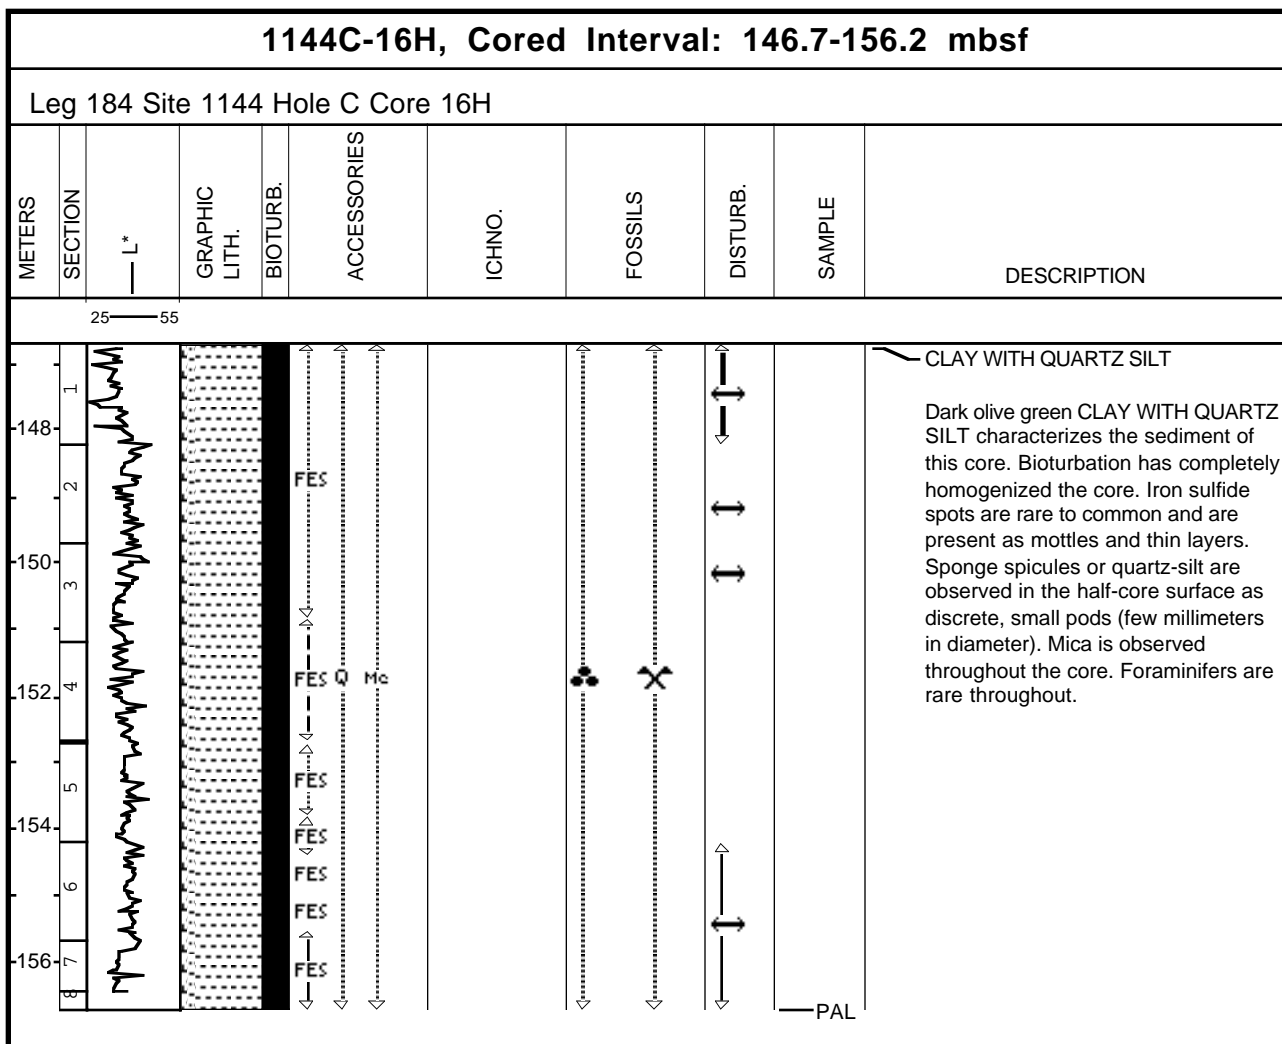 1144C-16H, Cored Interval: 146.7-156.2 mbsf
Leg 184 Site 1144 Hole C Core 16H
METERS
SECTION
L*
GRAPHIC
LITH.
BIOTURB.
ACCESSORIES
ICHNO.
FOSSILS
DISTURB.
SAMPLE
DESCRIPTION
25 55
148
150
152
154
156
1
2
3
4
5
6
7
8
FES
FES Q Mc
FES
FES
FES
FES
FES
PAL
CLAY WITH QUARTZ SILT
Dark olive green CLAY WITH QUARTZ
SILT characterizes the sediment of
this core. Bioturbation has completely
homogenized the core. Iron sulfide
spots are rare to common and are
present as mottles and thin layers.
Sponge spicules or quartz-silt are
observed in the half-core surface as
discrete, small pods (few millimeters
in diameter). Mica is observed
throughout the core. Foraminifers are
rare throughout.